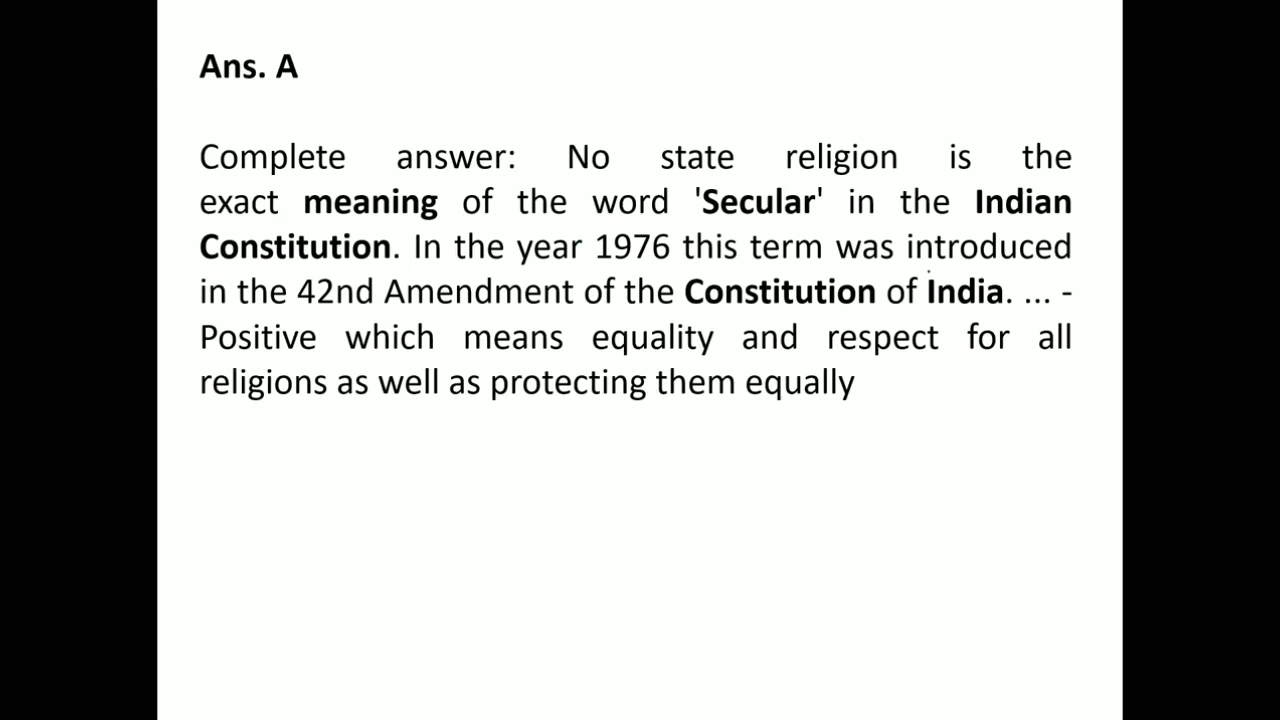 Ans. A
Complete answer: No state religion is the
exact meaning of the word 'Secular' in the Indian
Constitution. In the year 1976 this term was introduced
in the 42nd Amendment of the Constitution of India. ... -
Positive which means equality and respect for all
religions as well as protecting them equally